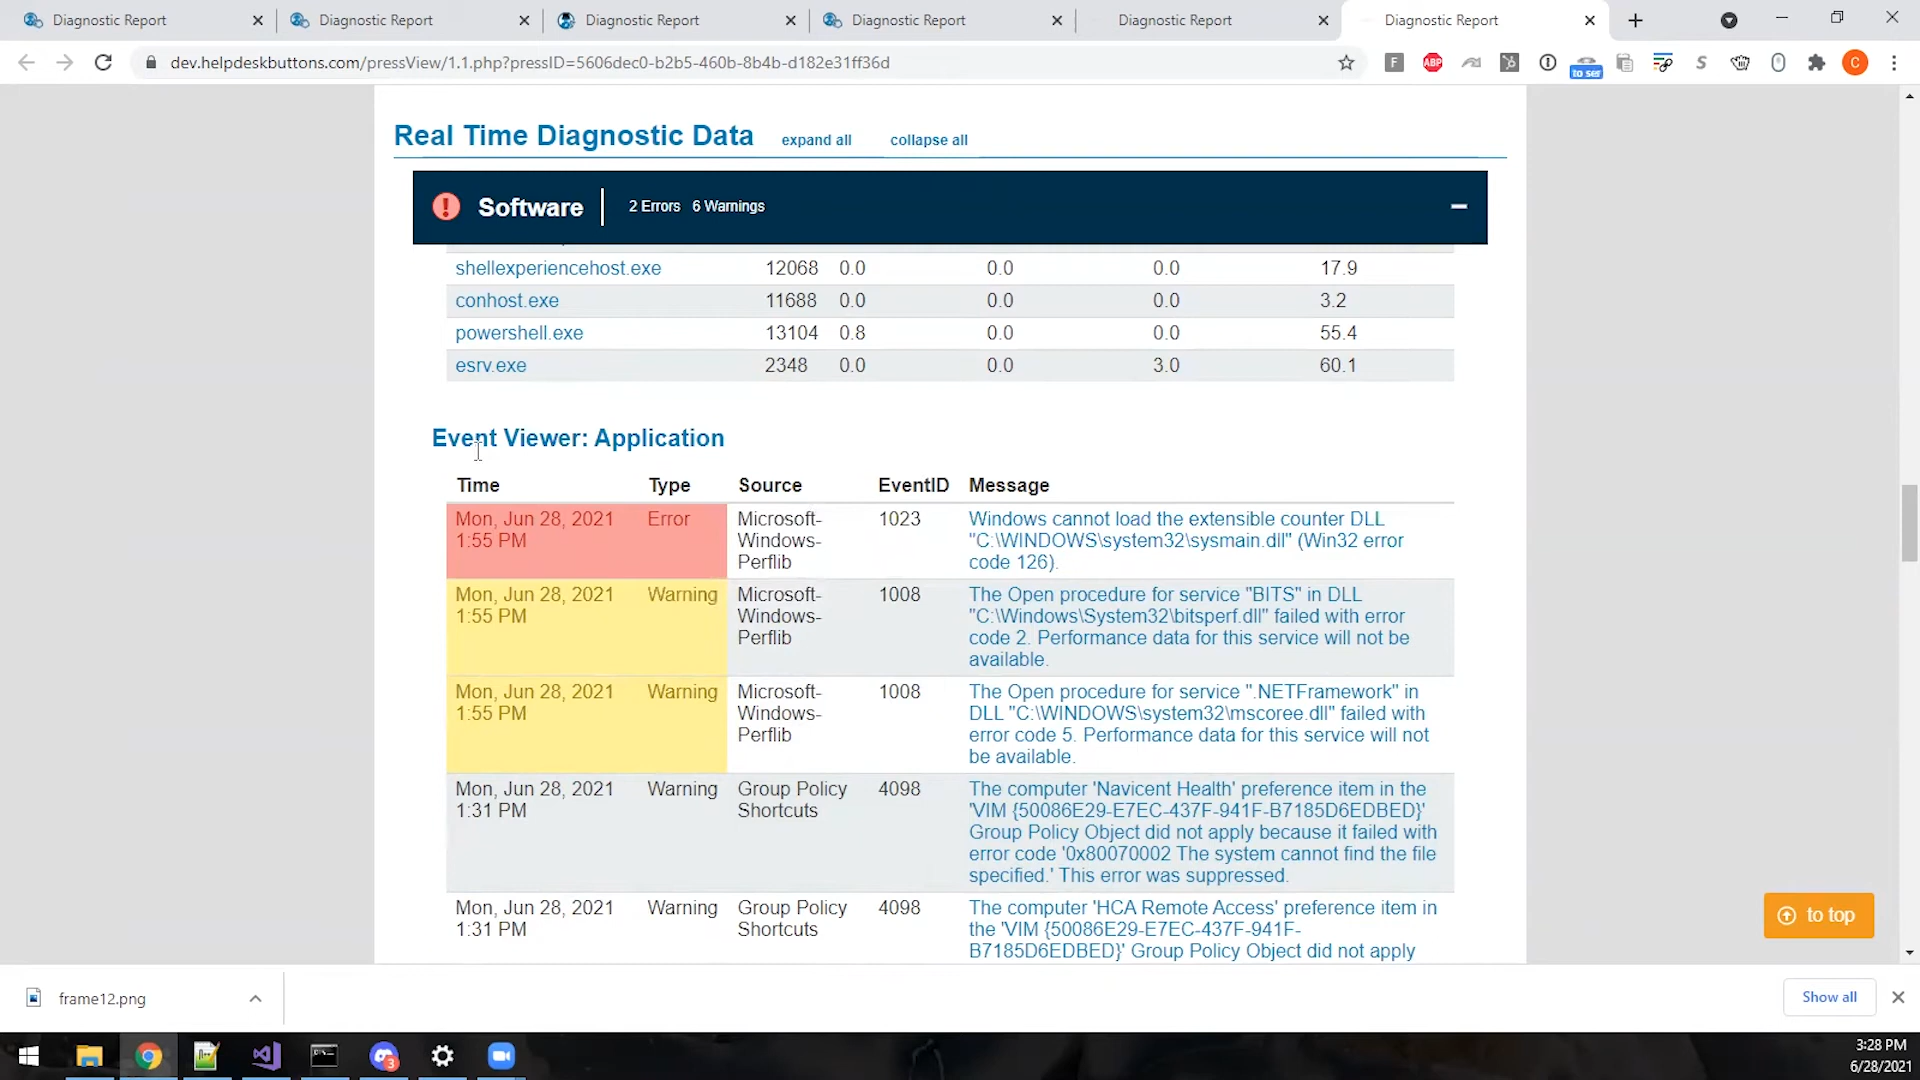 Diagnostic Report
Diagnostic Report
Diagnostic Report
Diagnostic Report
Diagnostic Report
Diagnostic Report
dev.helpdeskbuttons.com/pressView/1.1.php?pressID=5606dec0-b2b5-460b-8b4b-d182e31ff36d
F
ABP
to ser
S
C
Real Time Diagnostic Data expand all collapse all
Software 2 Errors 6 Warnings
shellexperiencehost.exe 12068 0.0 0.0 0.0 17.9
conhost.exe 11688 0.0 0.0 0.0 3.2
powershell.exe 13104 0.8 0.0 0.0 55.4
esrv.exe 2348 0.0 0.0 3.0 60.1
Event Viewer: Application
Time Type Source EventID Message
Mon, Jun 28, 2021 Error Microsoft- 1023 Windows cannot load the extensible counter DLL
1:55 PM Windows- "C:\WINDOWS\system32\sysmain.dll" (Win32 error
Perflib code 126).
Mon, Jun 28, 2021 Warning Microsoft- 1008 The Open procedure for service "BITS" in DLL
1:55 PM Windows- "C:\Windows\System32\bitsperf.dll" failed with error
Perflib code 2. Performance data for this service will not be
available.
Mon, Jun 28, 2021 Warning Microsoft- 1008 The Open procedure for service ".NETFramework" in
1:55 PM Windows- DLL "C:\WINDOWS\system32\mscoree.dll" failed with
Perflib error code 5. Performance data for this service will not
be available.
Mon, Jun 28, 2021 Warning Group Policy 4098 The computer 'Navicent Health' preference item in the
1:31 PM Shortcuts 'VIM {50086E29-E7EC-437F-941F-B7185D6EDBED}'
Group Policy Object did not apply because it failed with
error code '0x80070002 The system cannot find the file
specified.' This error was suppressed.
Mon, Jun 28, 2021 Warning Group Policy 4098 The computer 'HCA Remote Access' preference item in
1:31 PM Shortcuts the 'VIM {50086E29-E7EC-437F-941F-
B7185D6EDBED}' Group Policy Object did not apply
to top
frame12.png
Show all
3
3:28 PM
6/28/2021